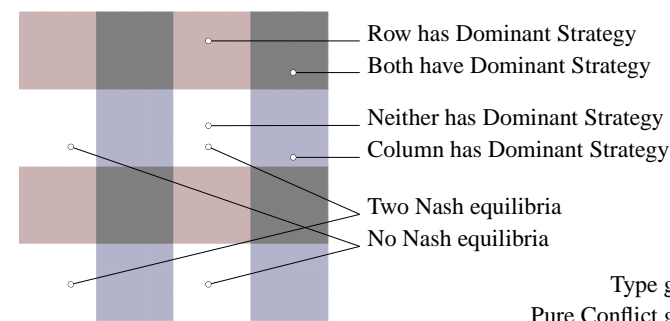 Row has Dominant Strategy
Both have Dominant Strategy
Neither has Dominant Strategy
Column has Dominant Strategy
Two Nash equilibria
No Nash equilibria
Type
Pure Conflict